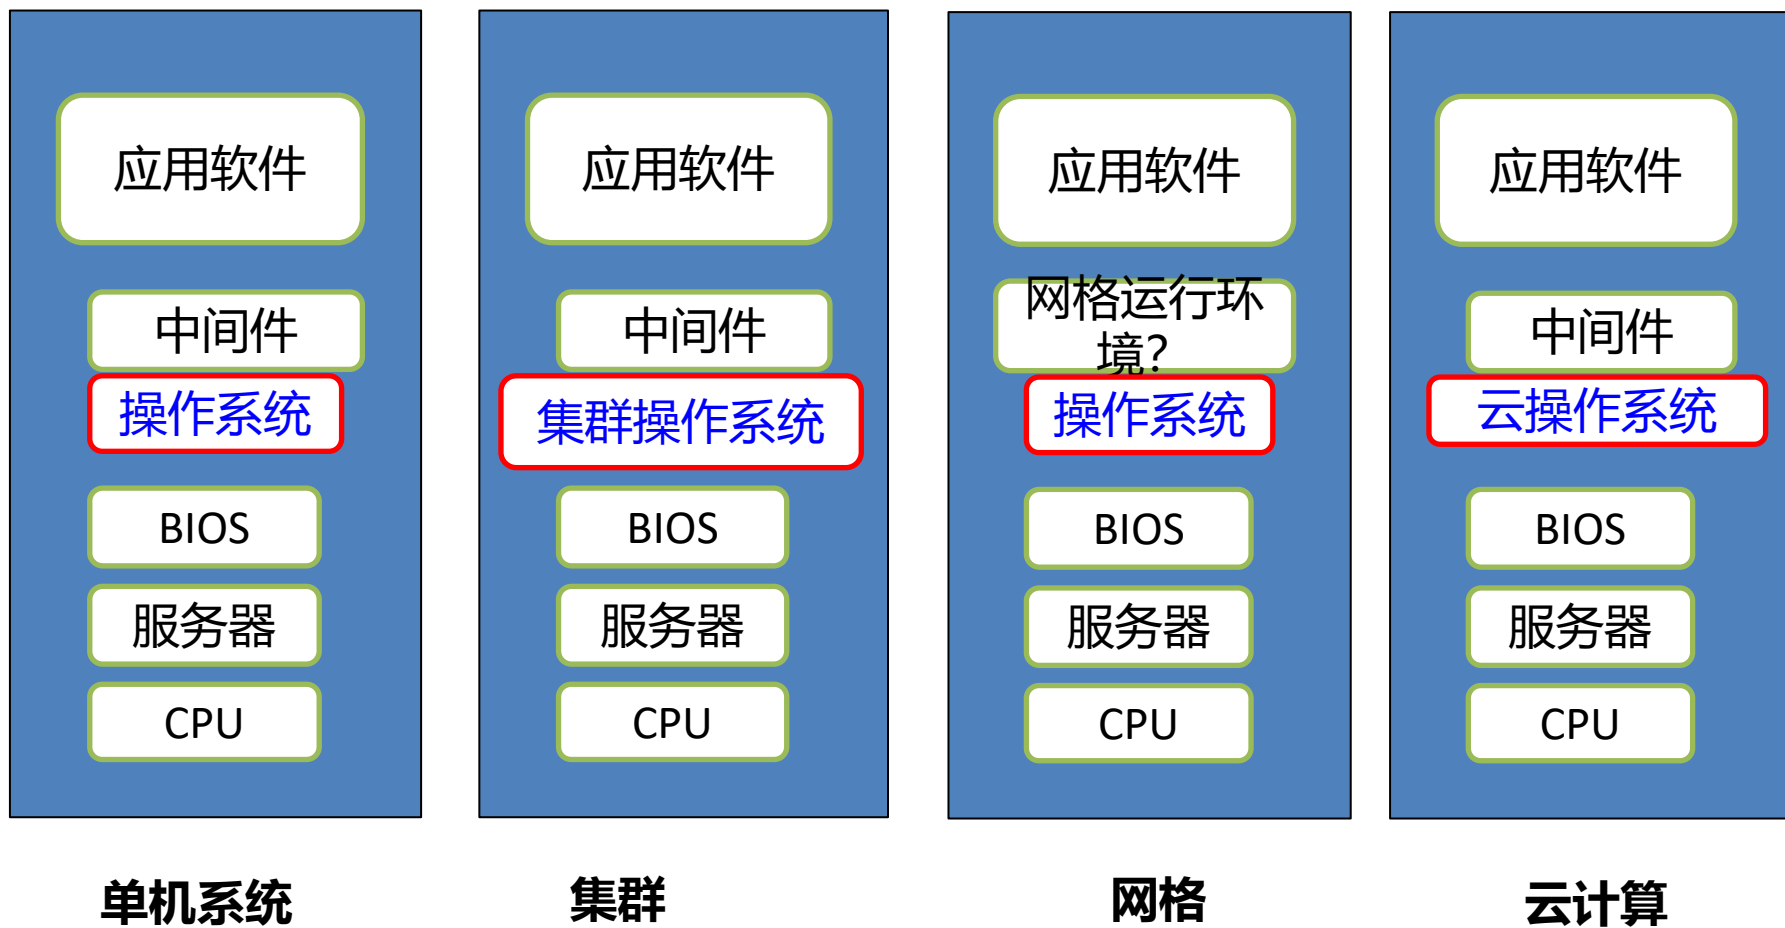 应用软件
中间件
操作系统
BIOS
服务器
CPU
单机系统
应用软件
中间件
集群操作系统
BIOS
服务器
CPU
集群
应用软件
网格运行环
境？
操作系统
BIOS
服务器
CPU
网格
应用软件
中间件
云操作系统
BIOS
服务器
CPU
云计算